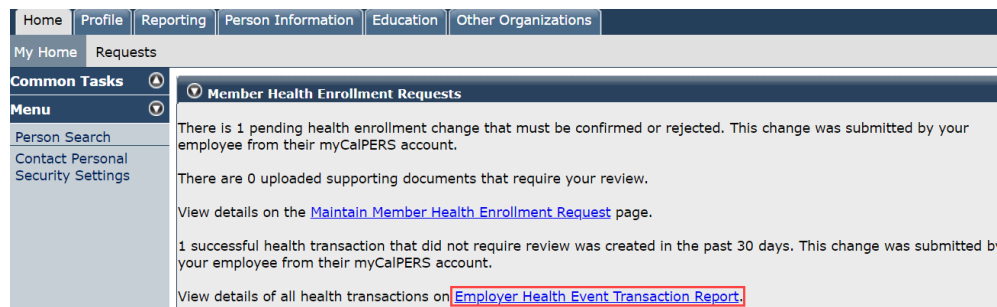 Home Profile Reporting Person Information Education Other Organizations
My Home Requests
Common Tasks
Menu
Person Search
Contact Personal
Security Settings
Member Health Enrollment Requests
There is 1 pending health enrollment change that must be confirmed or rejected. This change was submitted by your
employee from their myCalPERS account.
There are 0 uploaded supporting documents that require your review.
View details on the Maintain Member Health Enrollment Request page.
1 successful health transaction that did not require review was created in the past 30 days. This change was submitted by
your employee from their myCalPERS account.
View details of all health transactions on Employer Health Event Transaction Report.